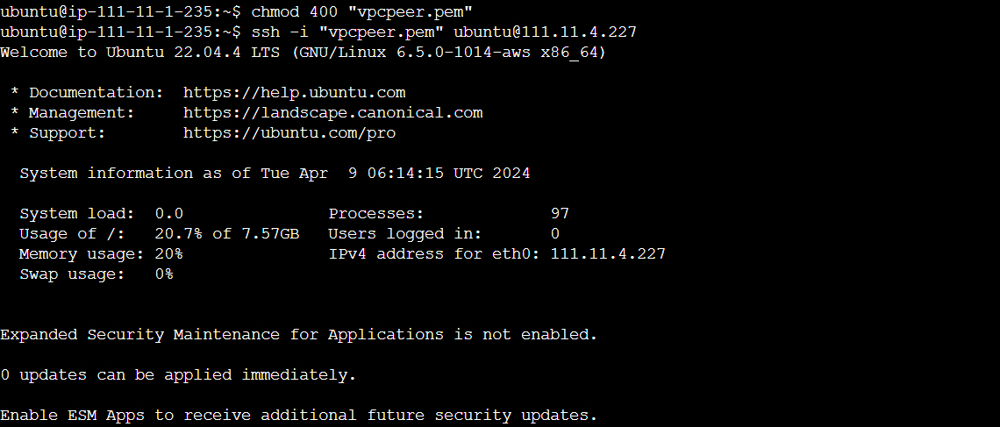 ubuntu@ip-111-11-1-235:~$ chmod 400 "vpcpeer.pem"
ubuntu@ip-111-11-1-235:~$ ssh -i "vpcpeer.pem" ubuntu@111.11.4.227
Welcome to Ubuntu 22.04.4 LTS (GNU/Linux 6.5.0-1014-aws x86_64)

 * Documentation:  https://help.ubuntu.com
 * Management:     https://landscape.canonical.com
 * Support:        https://ubuntu.com/pro

  System information as of Tue Apr  9 06:14:15 UTC 2024

  System load:  0.0               Processes:             97
  Usage of /:   20.7% of 7.57GB   Users logged in:       0
  Memory usage: 20%               IPv4 address for eth0: 111.11.4.227
  Swap usage:   0%


Expanded Security Maintenance for Applications is not enabled.

0 updates can be applied immediately.

Enable ESM Apps to receive additional future security updates.